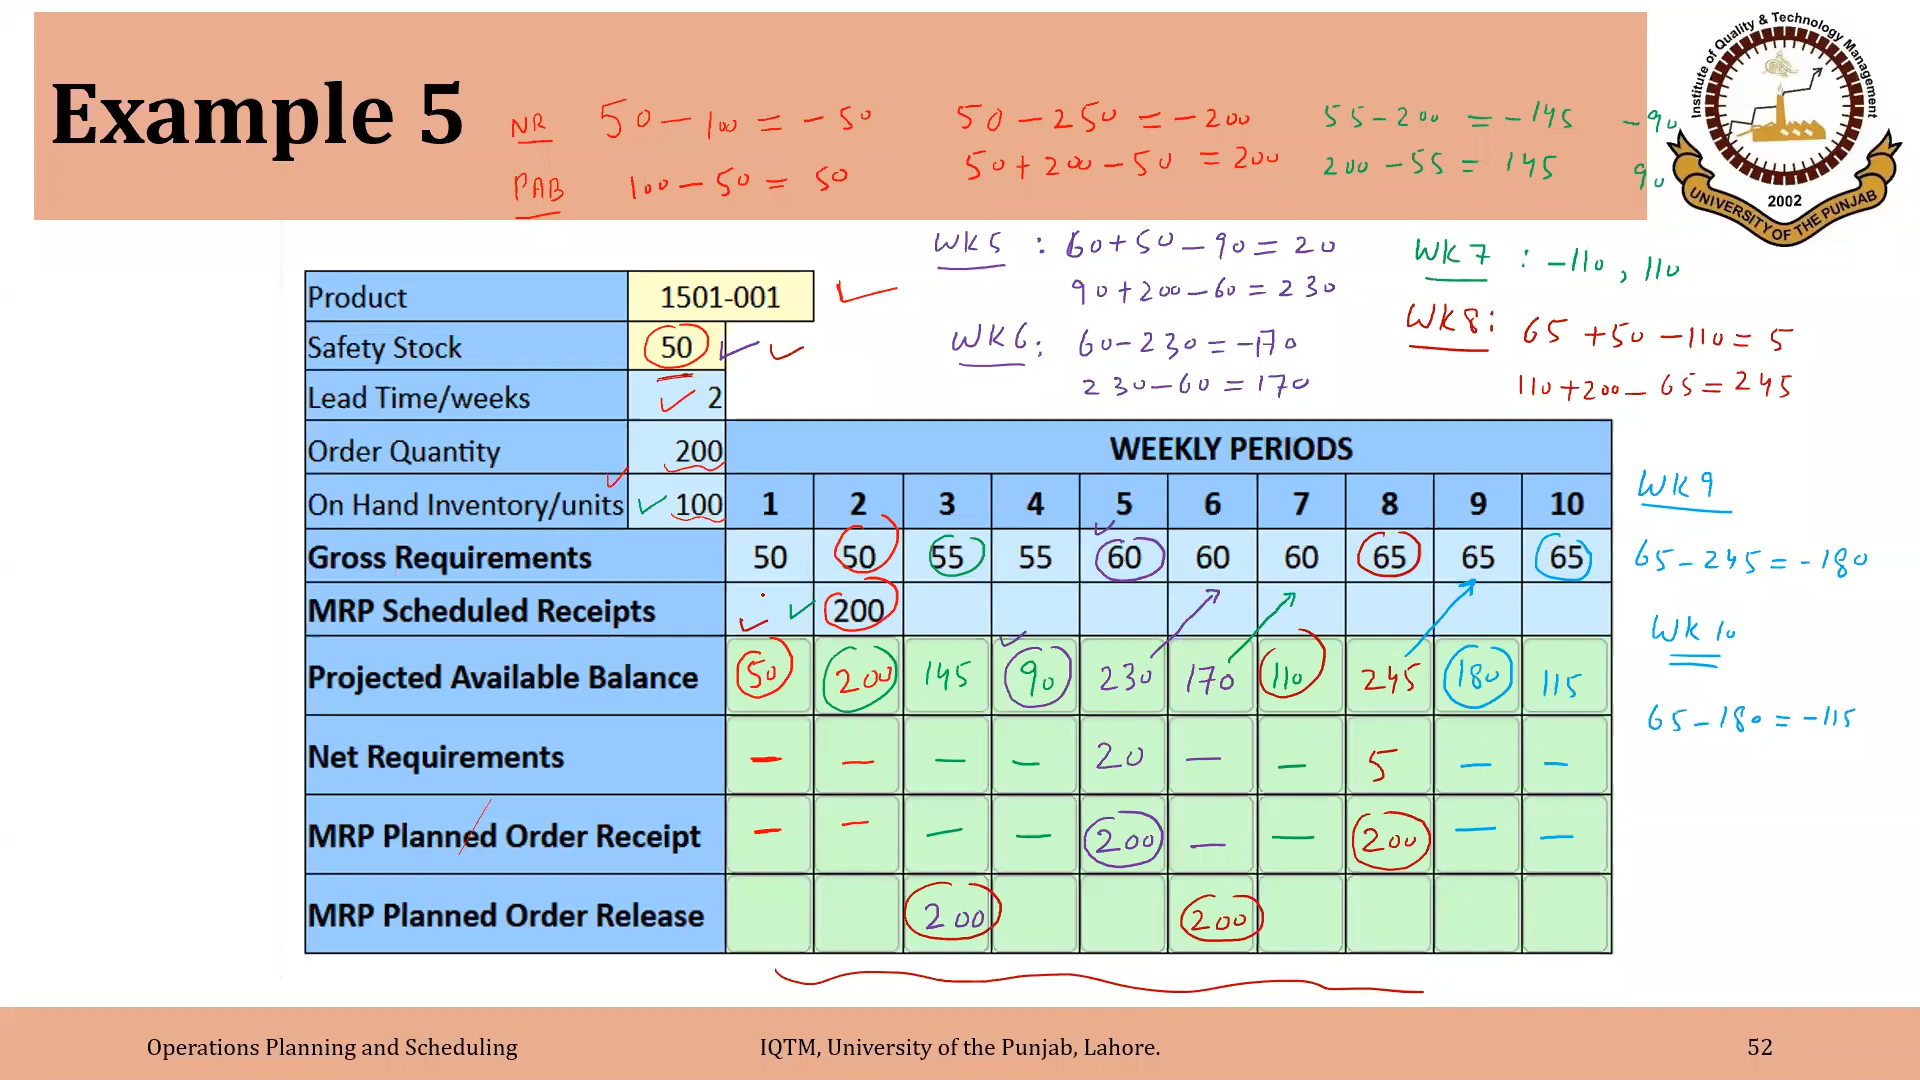 Example 5
NR 50 - 100 = - 50 50 - 250 = - 200 55 - 200 = - 145 - 90
PAB 100 - 50 = 50 50 + 200 - 50 = 200 200 - 55 = 145 90
Institute of Quality & Technology Management
2002
UNIVERSITY OF THE PUNJAB
WK5 : 60 + 50 - 90 = 20
90 + 200 - 60 = 230
WK6 : 60 - 230 = -170
230 - 60 = 170
WK7 : -110, 110
WK8: 65 + 50 - 110 = 5
110 + 200 - 65 = 245
Product 1501-001
Safety Stock 50
Lead Time/weeks 2
Order Quantity 200 WEEKLY PERIODS
On Hand Inventory/units 100 1 2 3 4 5 6 7 8 9 10
Gross Requirements 50 50 55 55 60 60 60 65 65 65
MRP Scheduled Receipts 200
Projected Available Balance 50 200 145 90 230 170 110 245 180 115
Net Requirements - - - - 20 - - 5 - -
MRP Planned Order Receipt - - - - 200 - - 200 - -
MRP Planned Order Release 200 200
WK 9
65 - 245 = -180
WK 10
65 - 180 = -115
Operations Planning and Scheduling IQTM, University of the Punjab, Lahore. 52